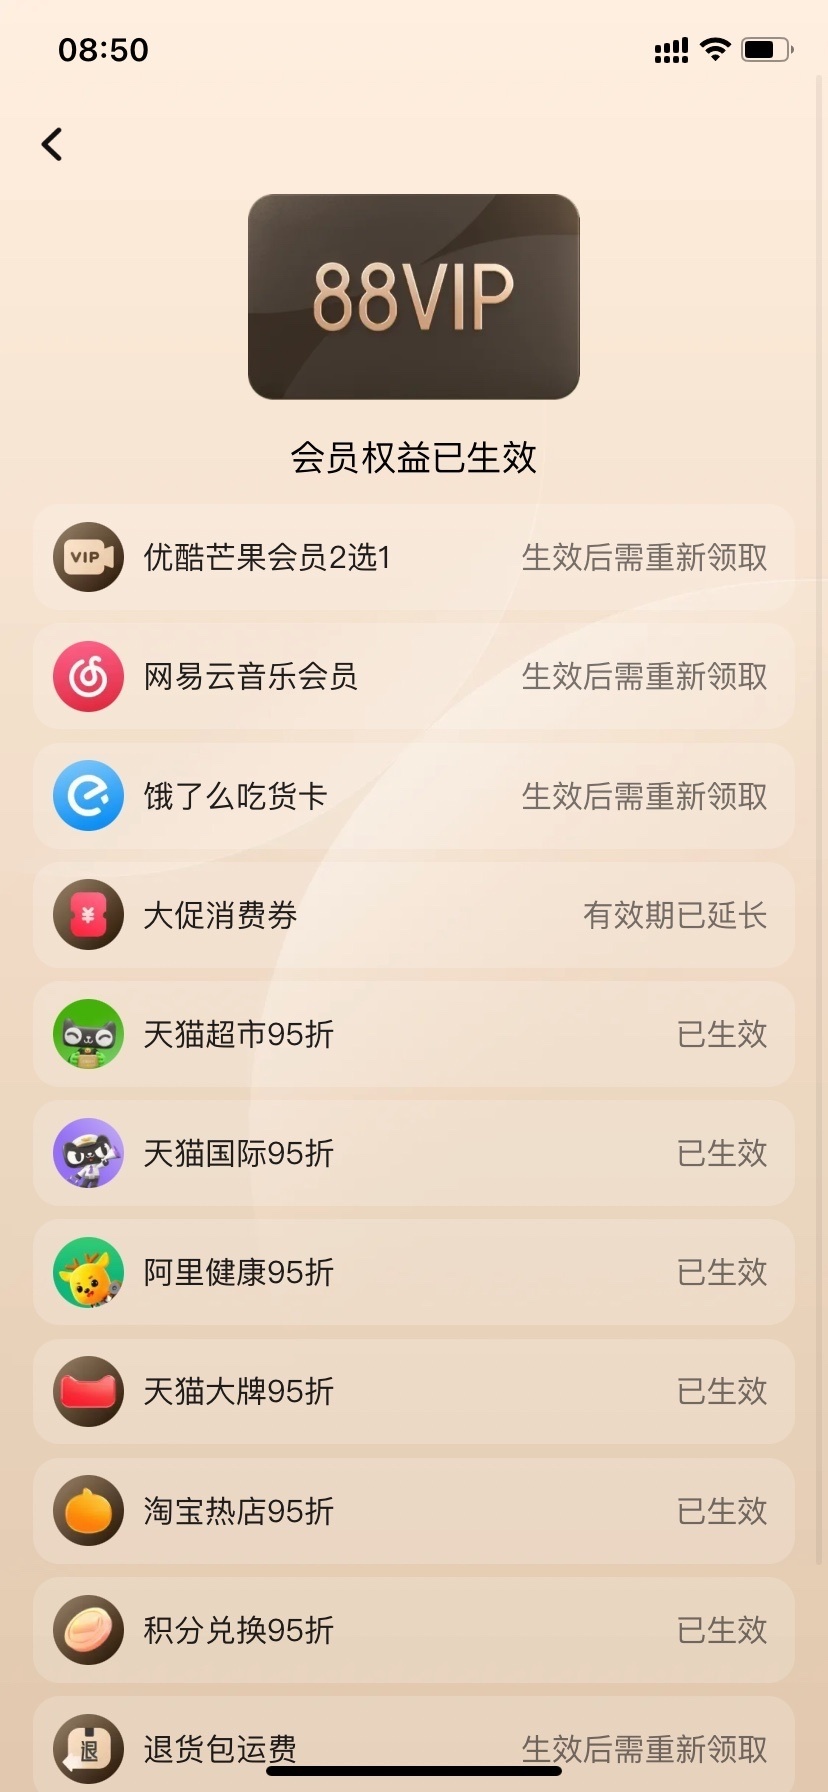 08:50
88VIP
会员权益已生效
VIP
优酷芒果会员2选1 生效后需重新领取
网易云音乐会员 生效后需重新领取
饿了么吃货卡 生效后需重新领取
¥
大促消费券 有效期已延长
天猫超市95折 已生效
天猫国际95折 已生效
阿里健康95折 已生效
天猫大牌95折 已生效
淘宝热店95折 已生效
积分兑换95折 已生效
退
退货包运费 生效后需重新领取